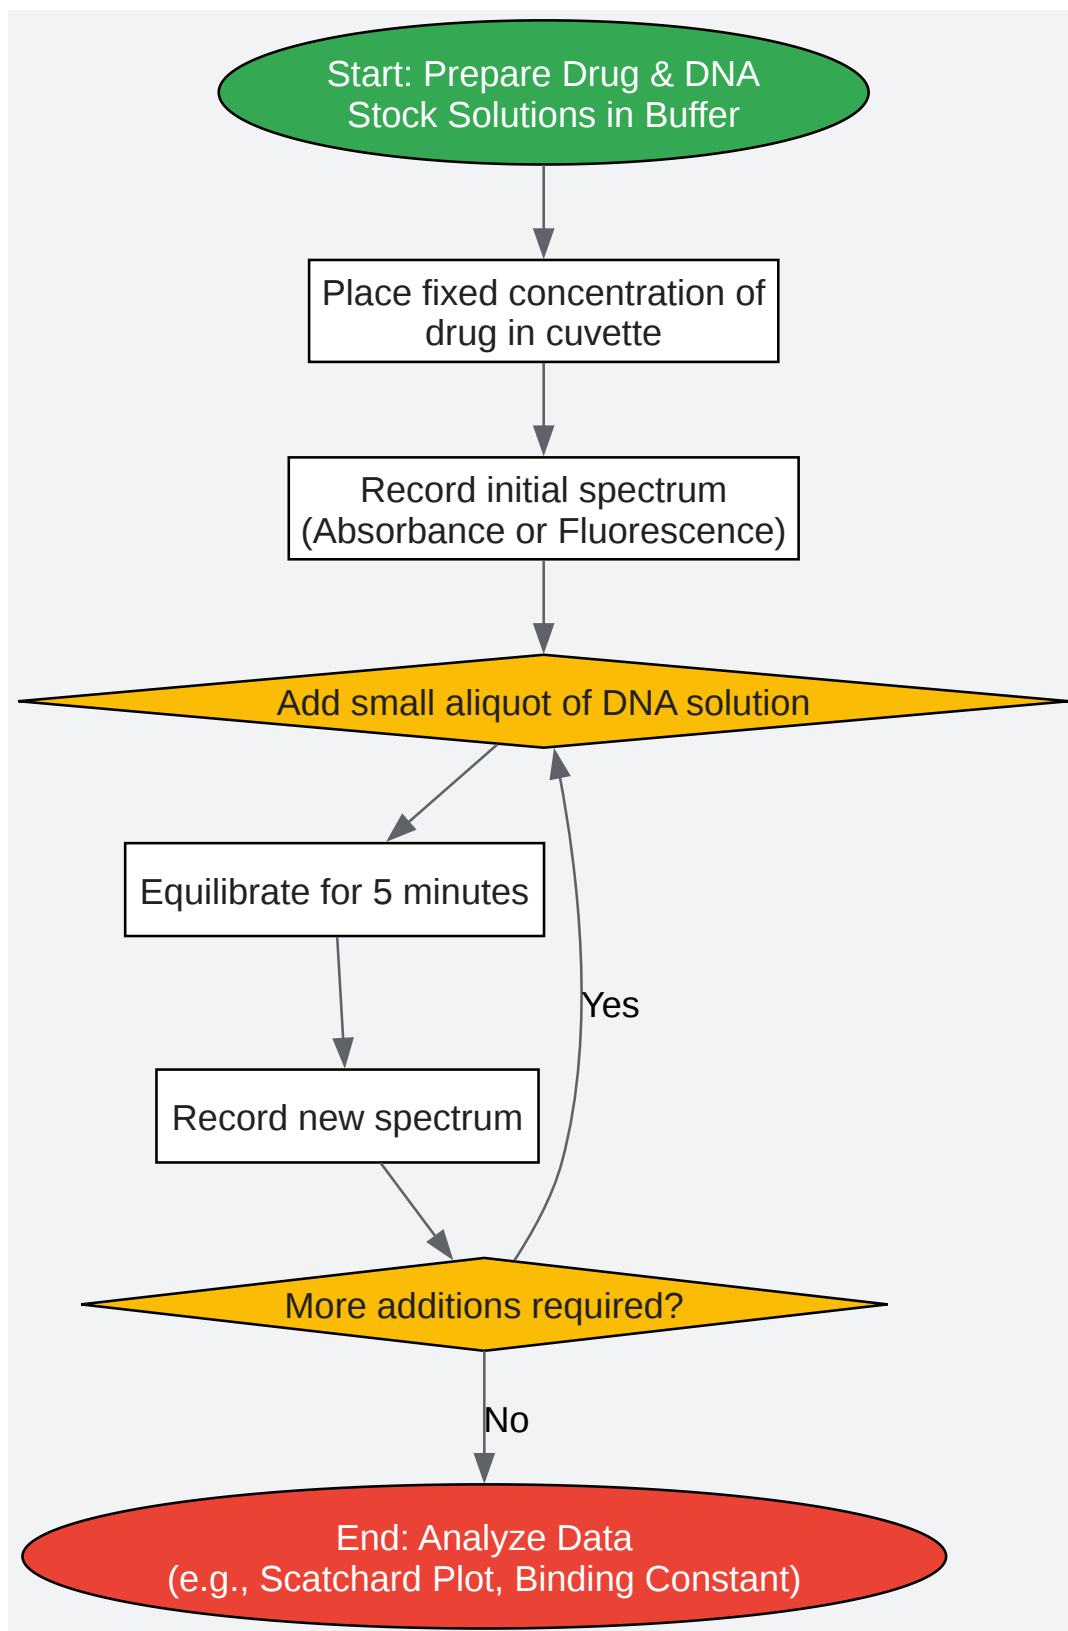 Start: Prepare Drug & DNA
Stock Solutions in Buffer
Place fixed concentration of
drug in cuvette
Record initial spectrum
(Absorbance or Fluorescence)
Add small aliquot of DNA solution
Equilibrate for 5 minutes
Yes
Record new spectrum
More additions required?
No
End: Analyze Data
(e.g., Scatchard Plot, Binding Constant)